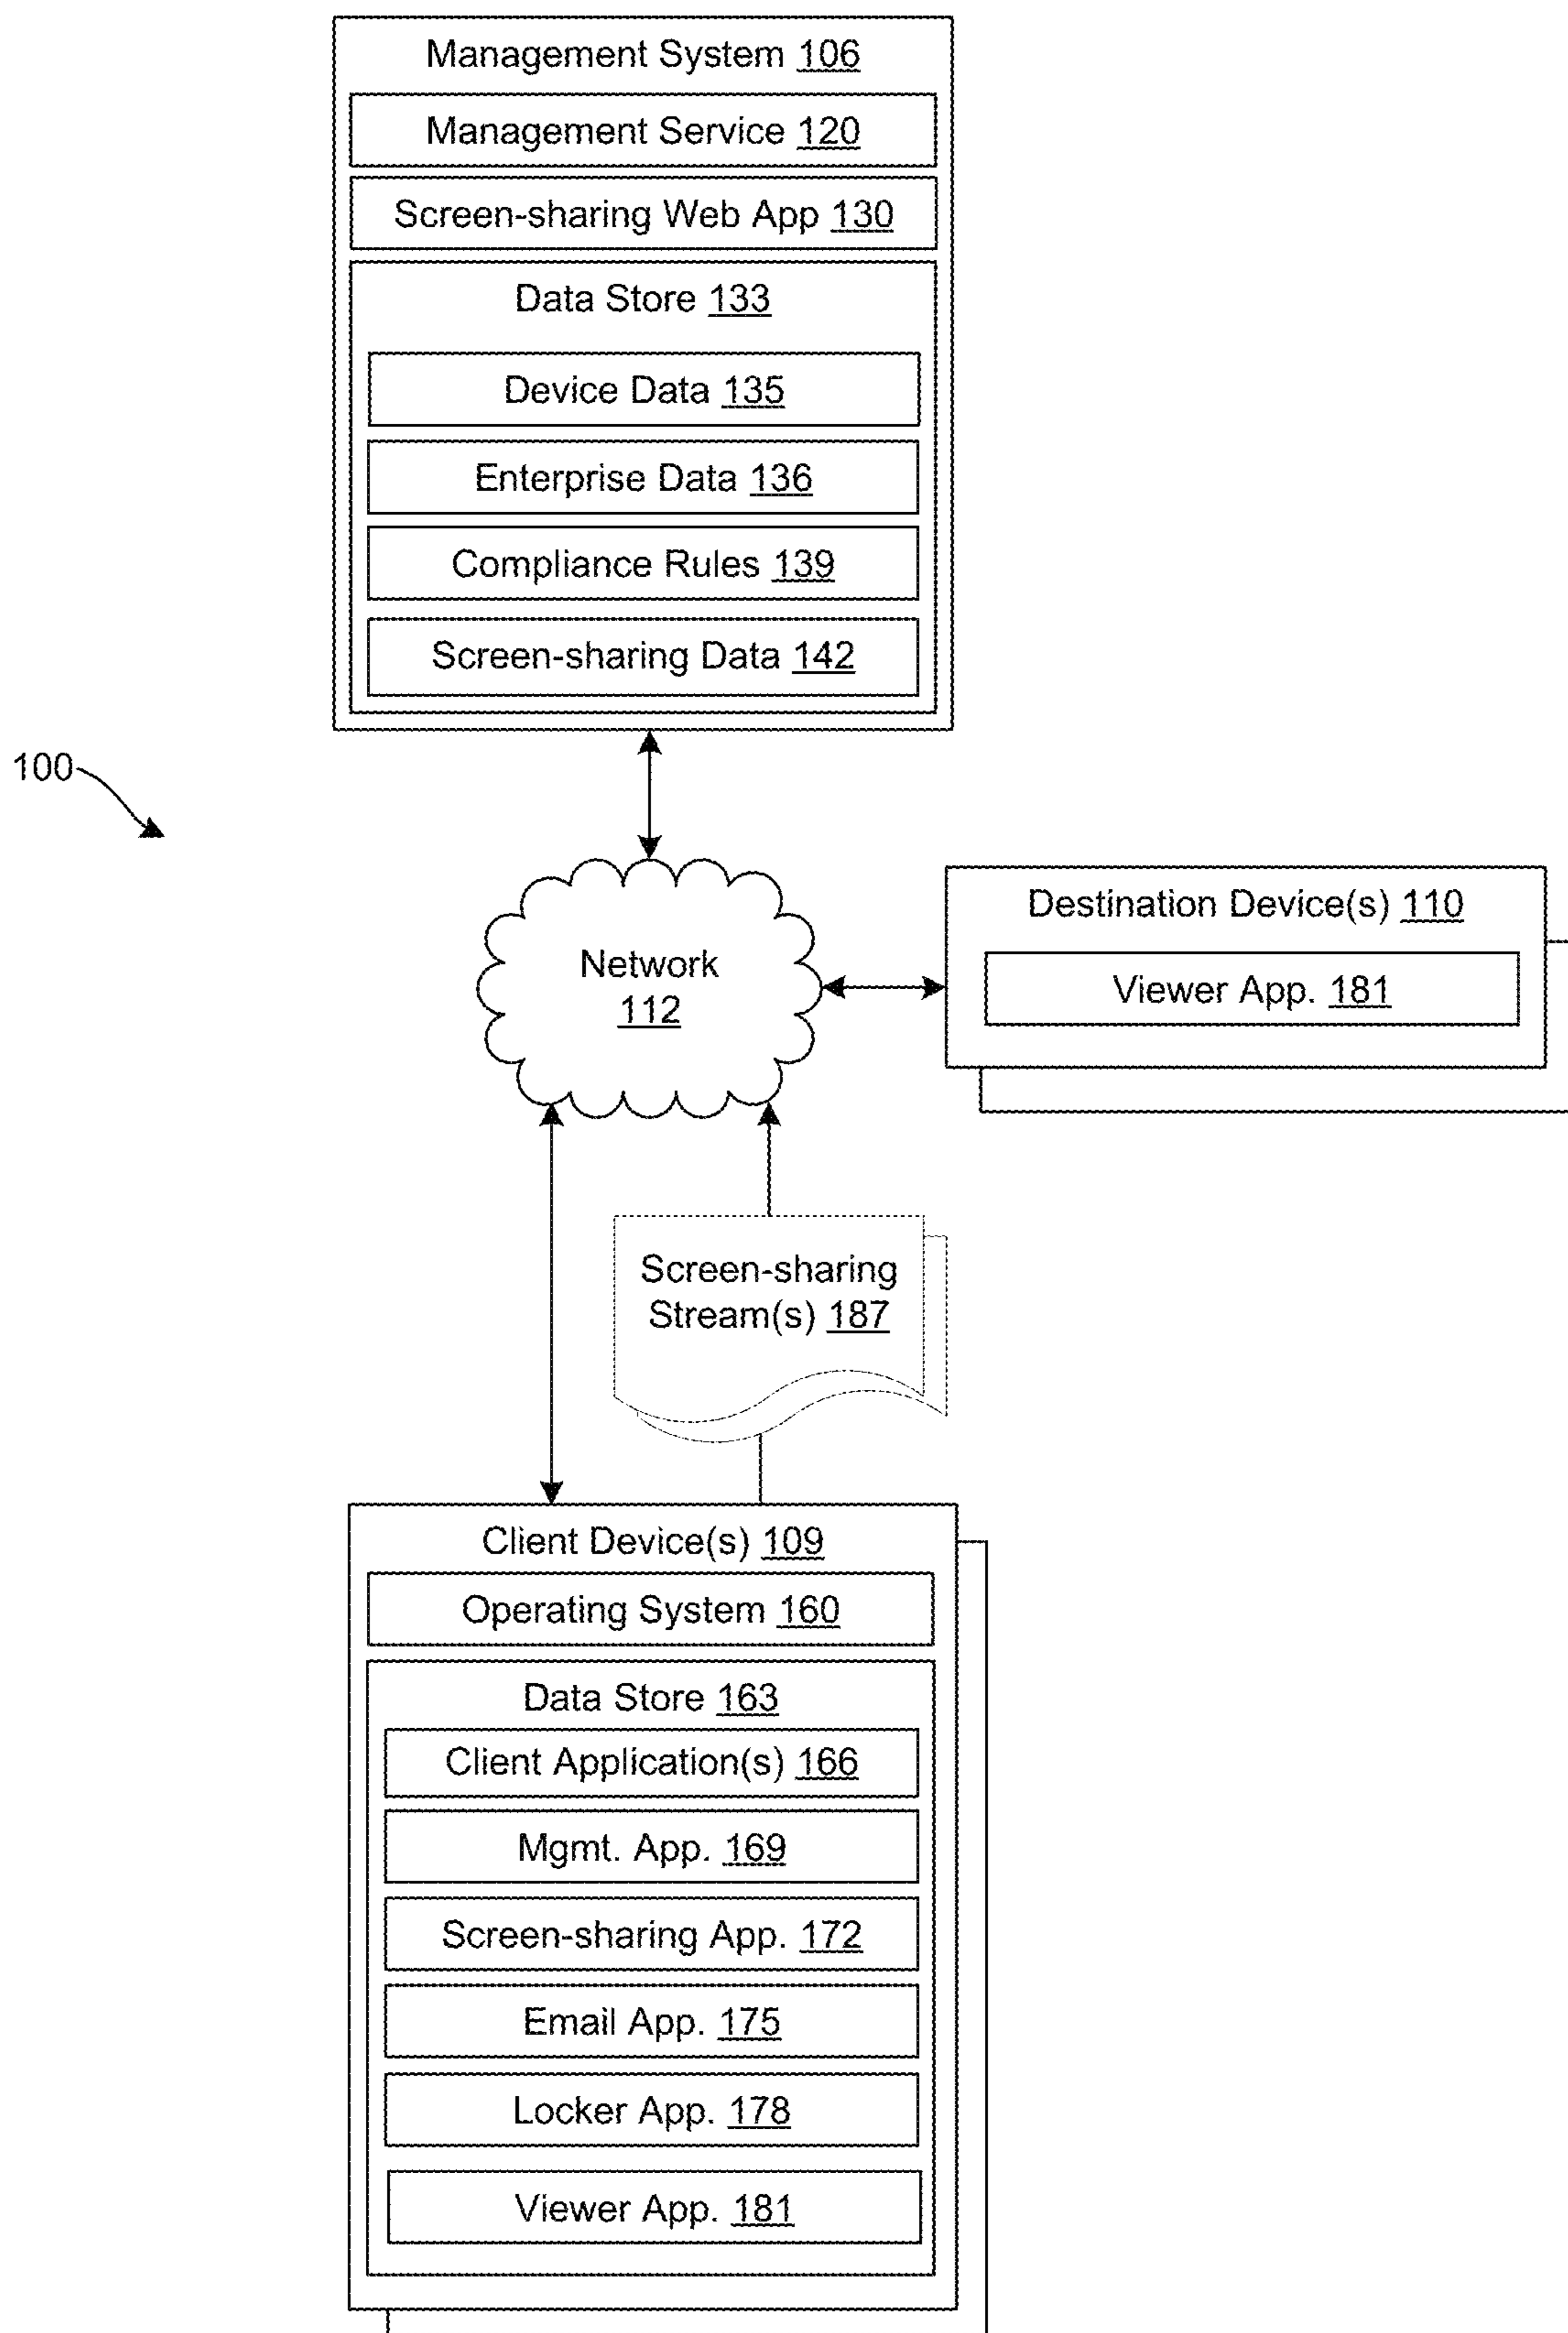 Management System 106
Management Service 120
Screen-sharing Web App 130
Data Store 133
Device Data 135
Enterprise Data 136
Compliance Rules 139
Screen-sharing Data 142
100
Network
112
Destination Device(s) 110
Viewer App. 181
Screen-sharing
Stream(s) 187
Client Device(s) 109
Operating System 160
Data Store 163
Client Application(s) 166
Mgmt. App. 169
Screen-sharing App. 172
Email App. 175
Locker App. 178
Viewer App. 181